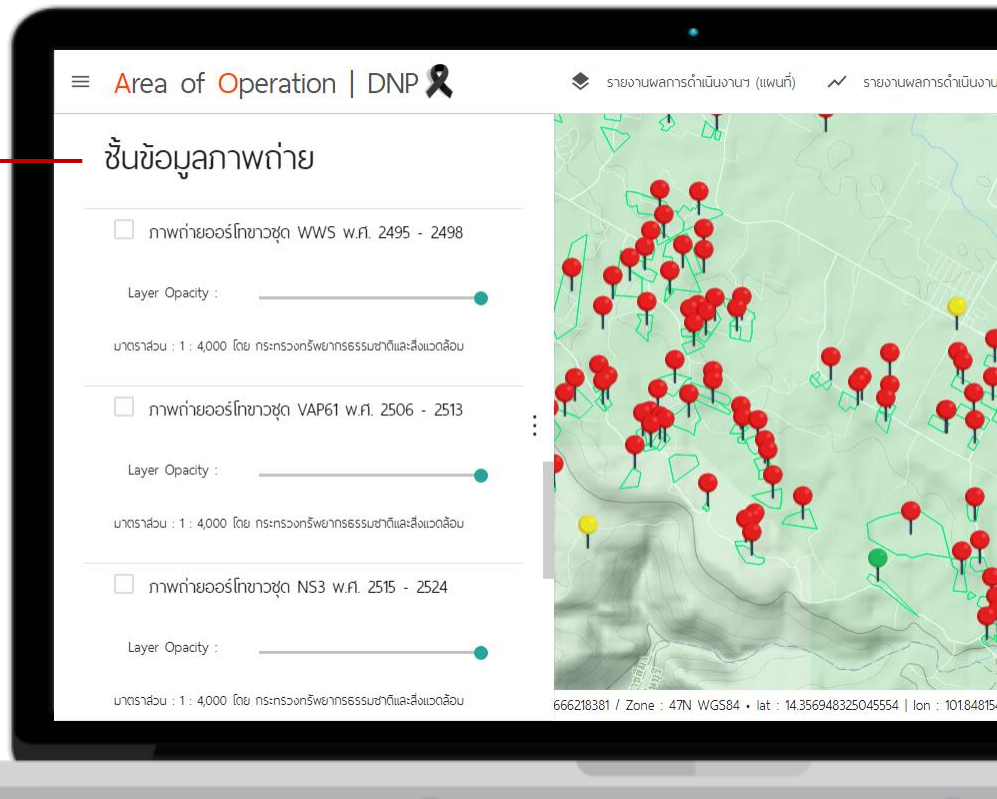 Area of Operation | DNP
รายงานผลการดำเนินงานฯ (แผนที่)
รายงานผลการดำเนินงาน
ชั้นข้อมูลภาพถ่าย
ภาพถ่ายออร์โทขาวชุด WWS พ.ศ. 2495 - 2498
Layer Opacity :
มาตราส่วน : 1 : 4,000 โดย กระทรวงทรัพยากรธรรมชาติและสิ่งแวดล้อม
ภาพถ่ายออร์โทขาวชุด VAP61 พ.ศ. 2506 - 2513
Layer Opacity :
มาตราส่วน : 1 : 4,000 โดย กระทรวงทรัพยากรธรรมชาติและสิ่งแวดล้อม
ภาพถ่ายออร์โทขาวชุด NS3 พ.ศ. 2515 - 2524
Layer Opacity :
มาตราส่วน : 1 : 4,000 โดย กระทรวงทรัพยากรธรรมชาติและสิ่งแวดล้อม
666218381 / Zone : 47N WGS84 • lat : 14.356948325045554 | lon : 101.848154